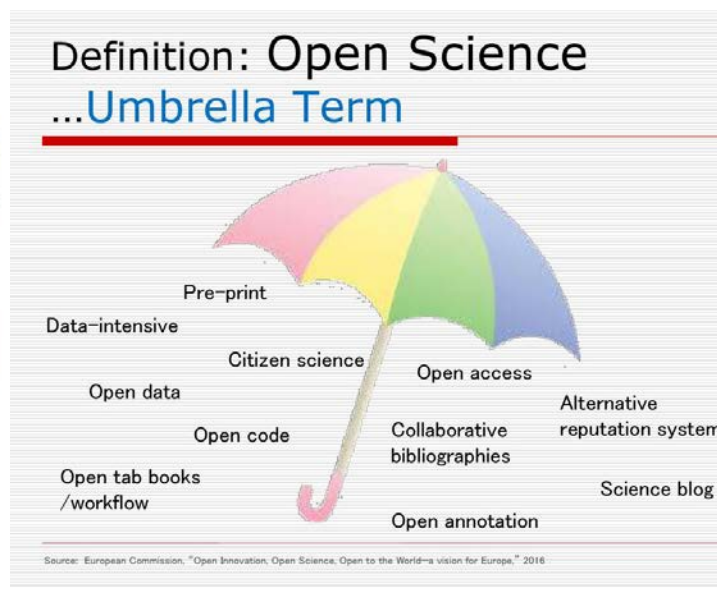 Definition: Open Science
…Umbrella Term
Pre-print
Data-intensive
Citizen science
Open access
Open data
Alternative
reputation system
Open code
Collaborative
bibliographies
Open tab books
/workflow
Science blog
Open annotation
Source: European Commission, "Open Innovation, Open Science, Open to the World—a vision for Europe," 2016